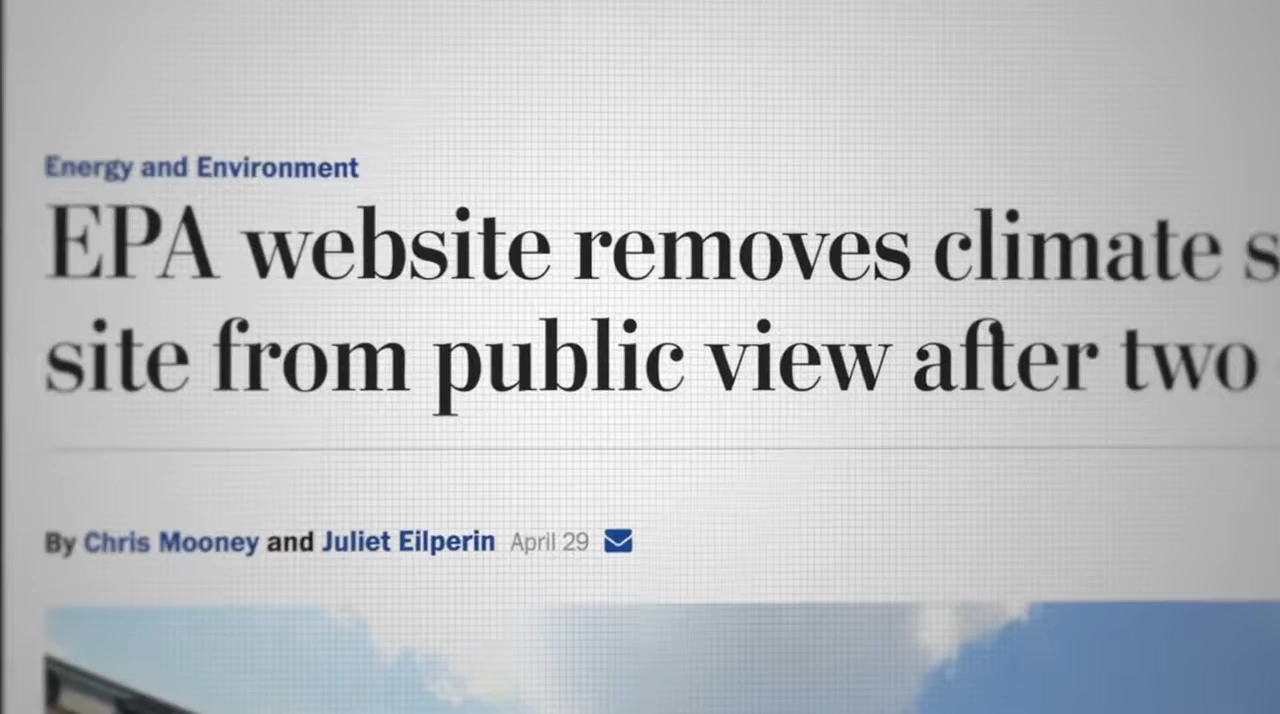 Energy and Environment
EPA website removes climate s
site from public view after two
By Chris Mooney and Juliet Eilperin April 29